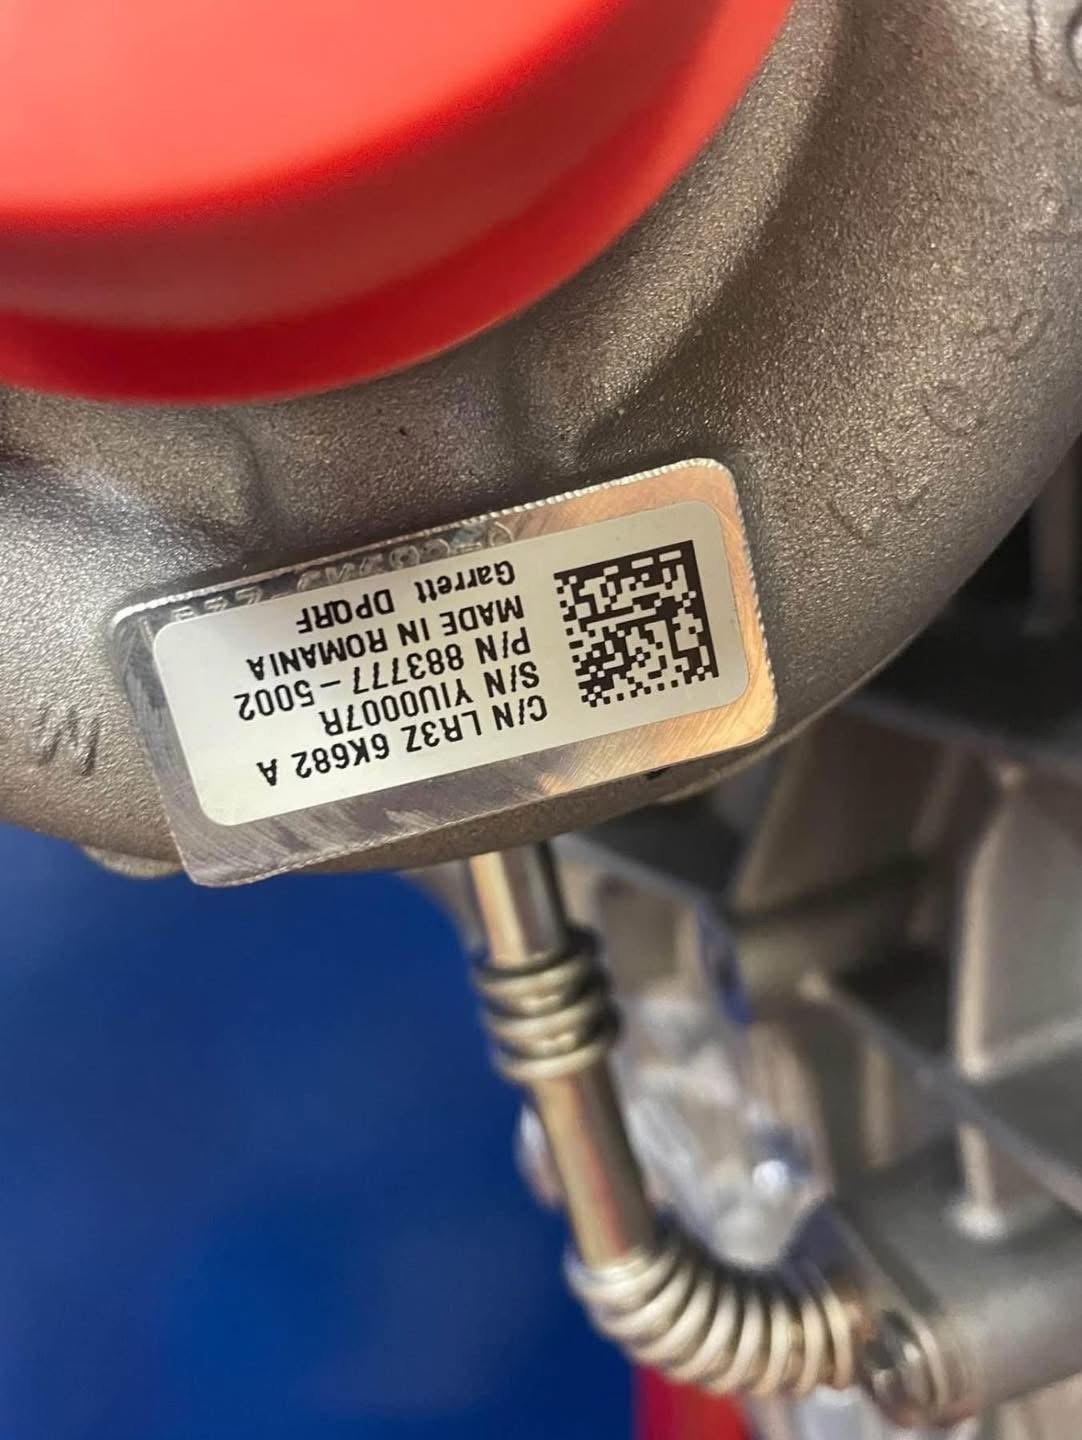 Garrett DPQRF
MADE IN ROMANIA
P/N 883777-5002
S/N YIU0007R
C/N LR3Z 6K682 A